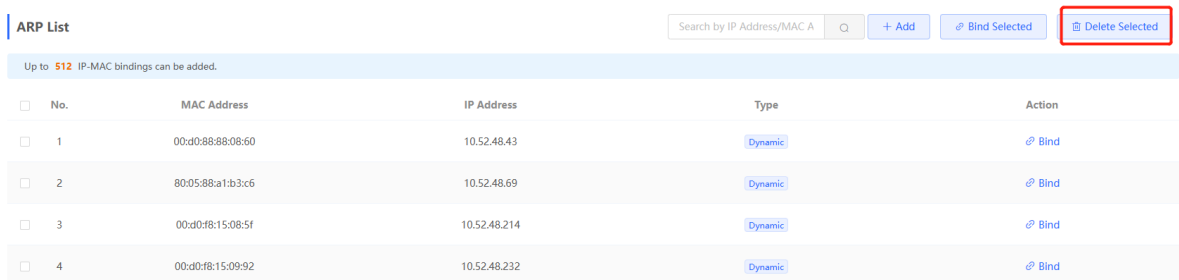 ARP List
Search by IP Address/MAC A
+ Add
Bind Selected
Delete Selected
Up to 512 IP-MAC bindings can be added.
No. MAC Address IP Address Type Action
1 00:d0:88:88:08:60 10.52.48.43 Dynamic Bind
2 80:05:88:a1:b3:c6 10.52.48.69 Dynamic Bind
3 00:d0:f8:15:08:5f 10.52.48.214 Dynamic Bind
4 00:d0:f8:15:09:92 10.52.48.232 Dynamic Bind